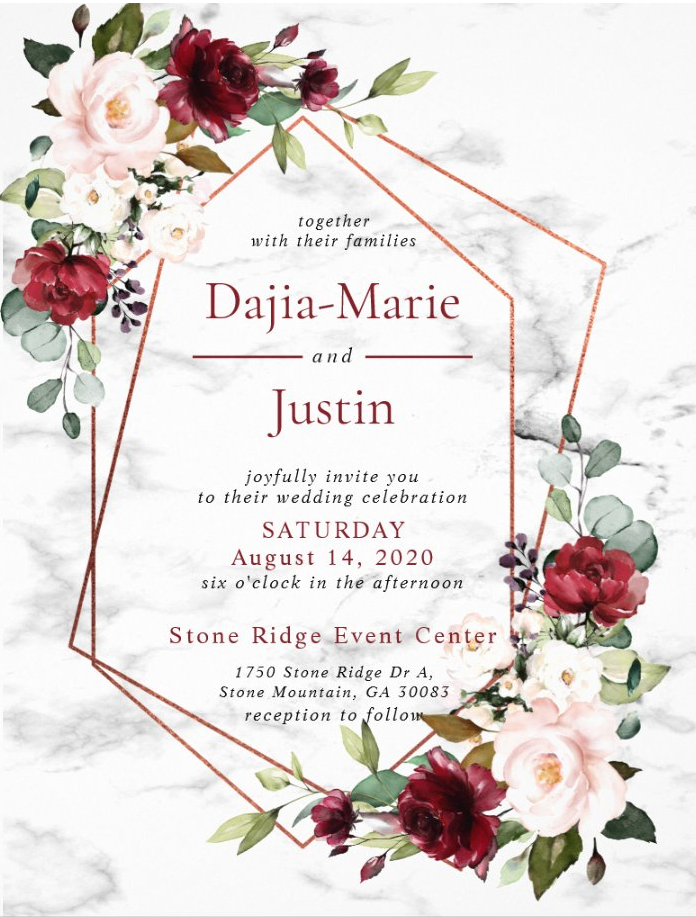 together
with their families
Dajia-Marie
and
Justin
joyfully invite you
to their wedding celebration
SATURDAY
August 14, 2020
six o'clock in the afternoon
Stone Ridge Event Center
1750 Stone Ridge Dr A,
Stone Mountain, GA 30083
reception to follow